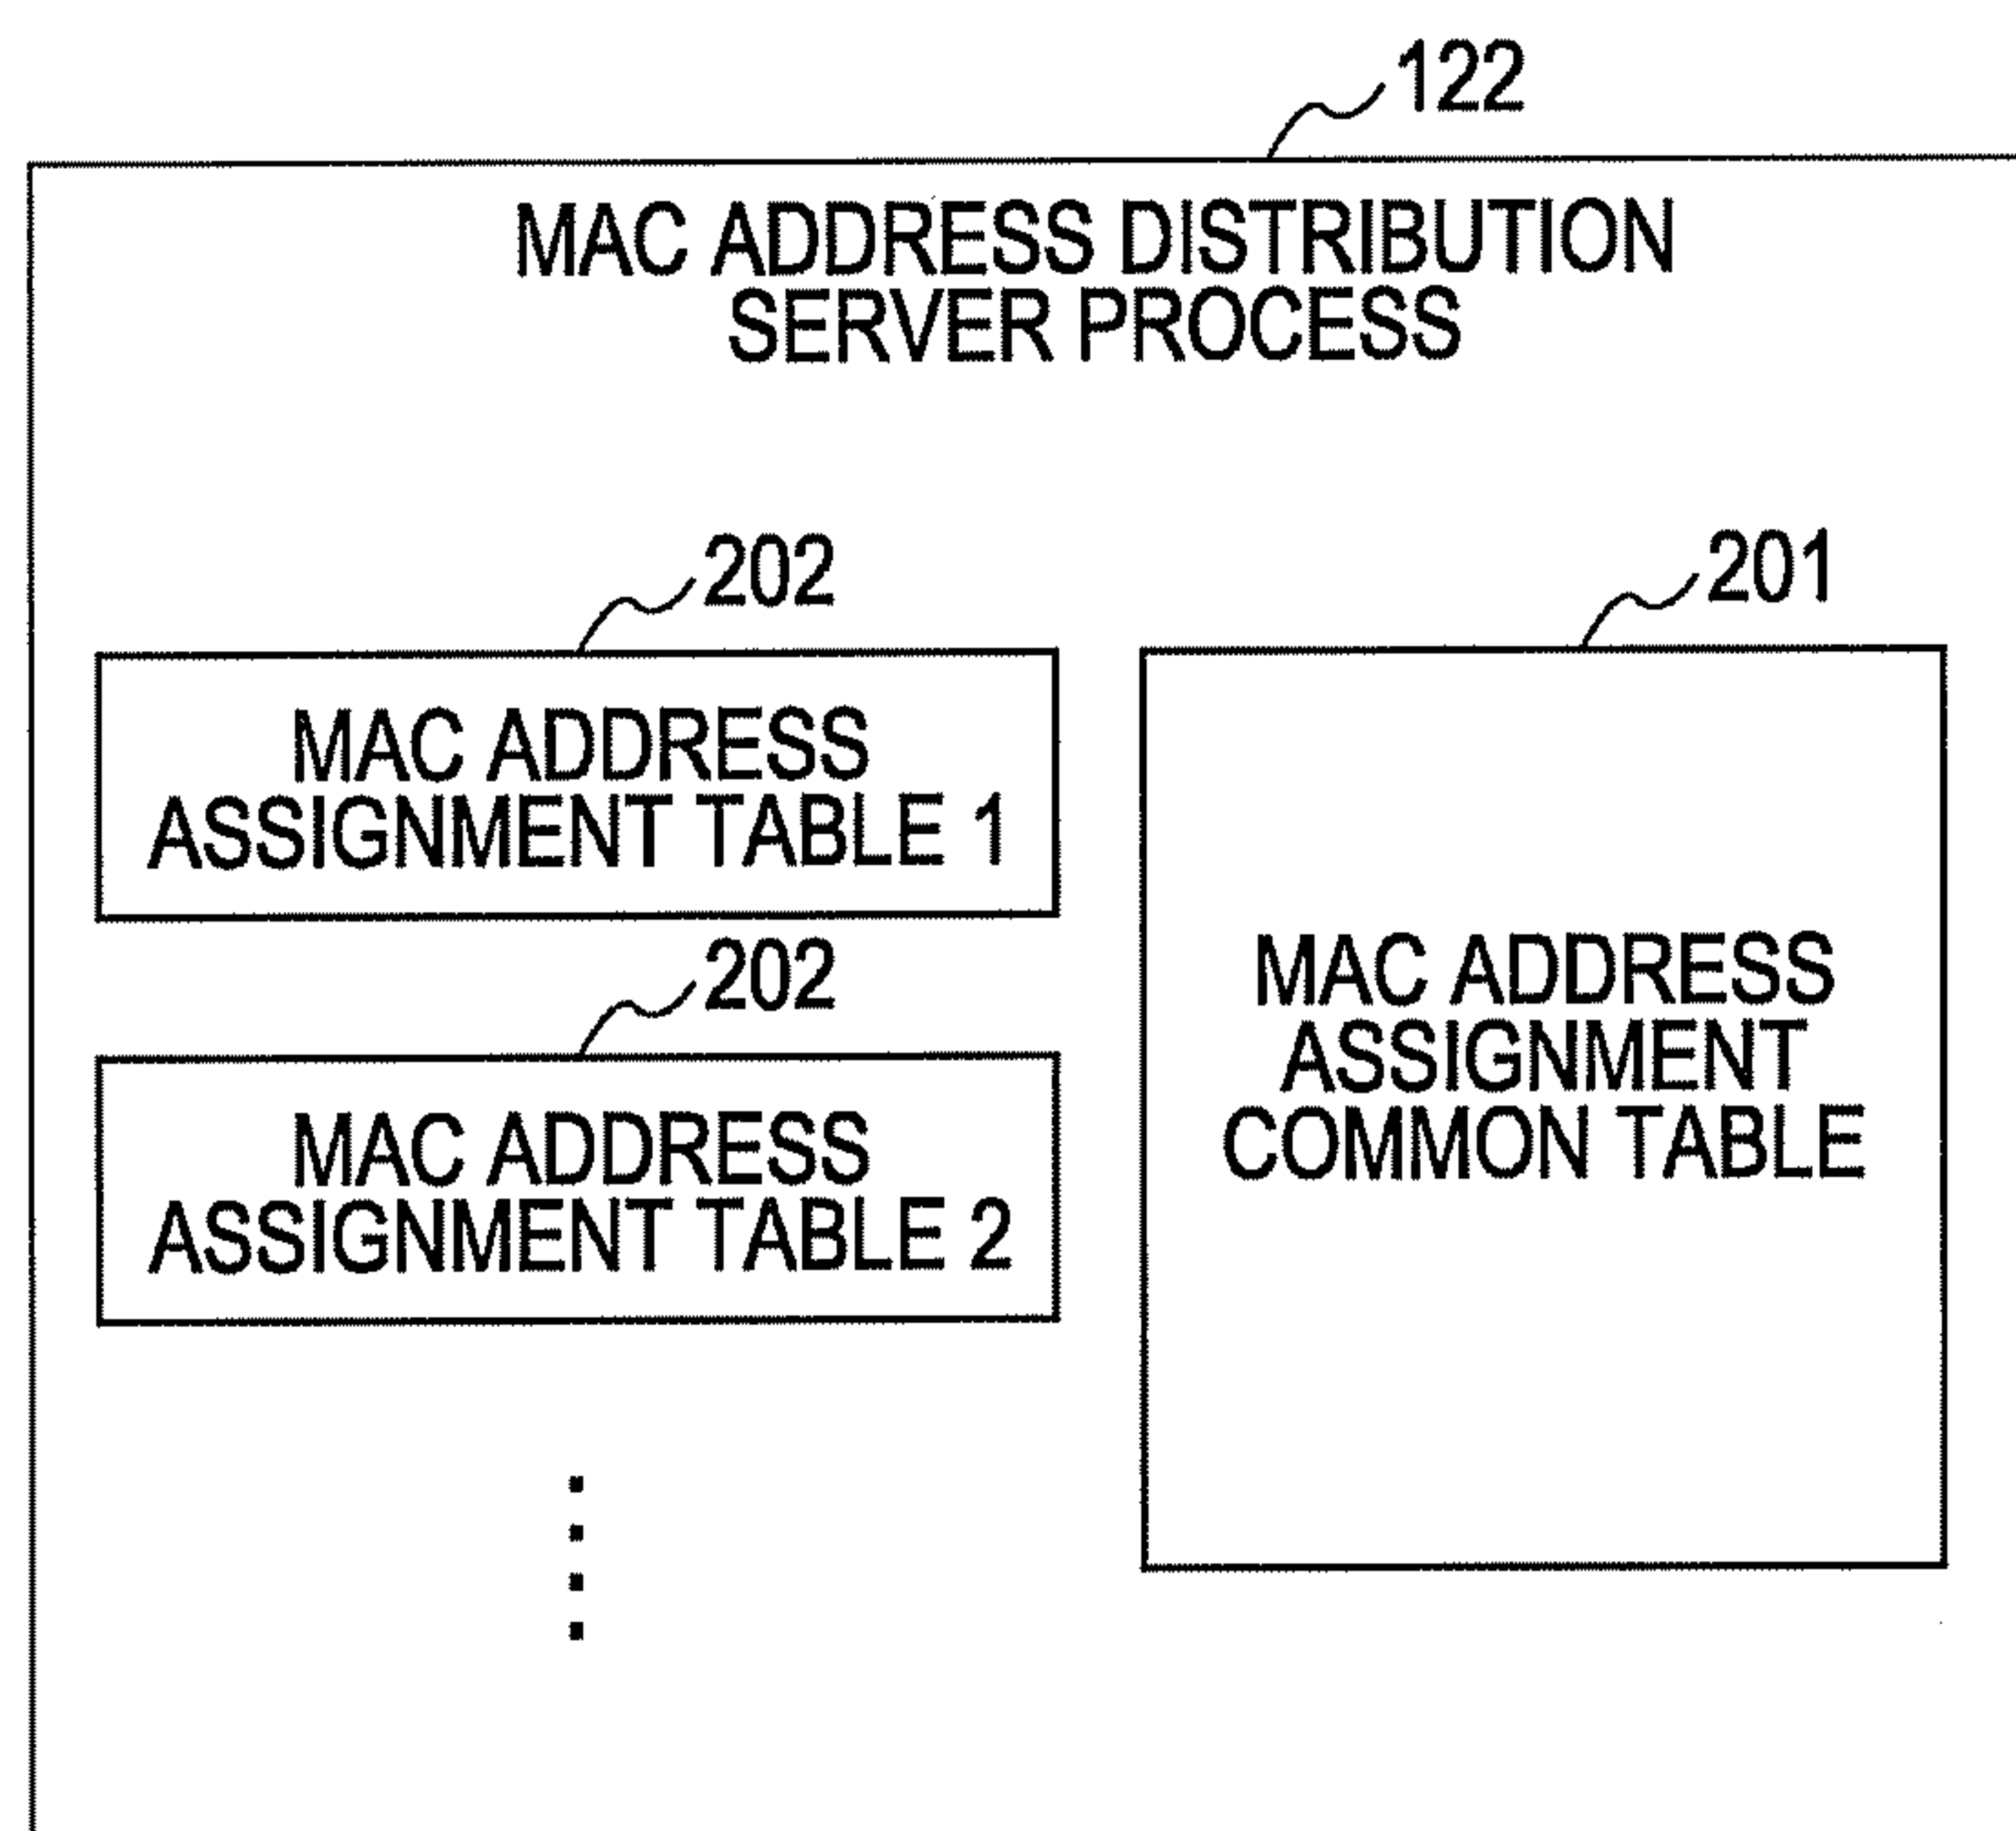 122
MAC ADDRESS DISTRIBUTION
SERVER PROCESS
202
MAC ADDRESS
ASSIGNMENT TABLE 1
202
MAC ADDRESS
ASSIGNMENT TABLE 2
201
MAC ADDRESS
ASSIGNMENT
COMMON TABLE